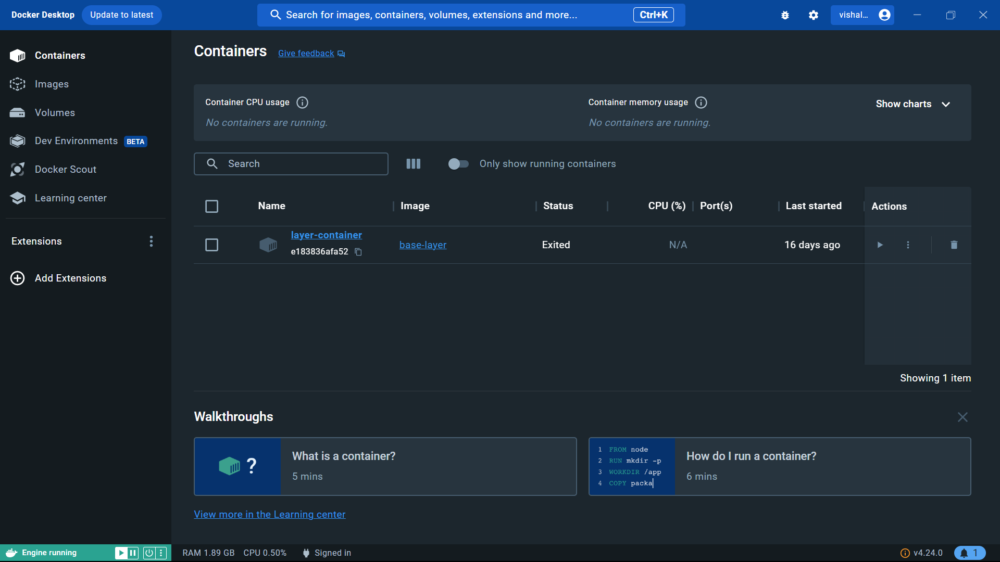 Docker Desktop
Update to latest
Search for images, containers, volumes, extensions and more...
Ctrl+K
vishal...
Containers
Images
Volumes
Dev Environments BETA
Docker Scout
Learning center
Extensions
Add Extensions
Containers
Give feedback
Container CPU usage
No containers are running.
Container memory usage
No containers are running.
Show charts
Search
Only show running containers
Name Image Status CPU (%) Port(s) Last started Actions
layer-container
e183836afa52
base-layer
Exited
N/A
16 days ago
Showing 1 item
Walkthroughs
?
What is a container?
5 mins
1 FROM node
2 RUN mkdir -p
3 WORKDIR /app
4 COPY packa
How do I run a container?
6 mins
View more in the Learning center
Engine running
RAM 1.89 GB CPU 0.50%
Signed in
v4.24.0
1